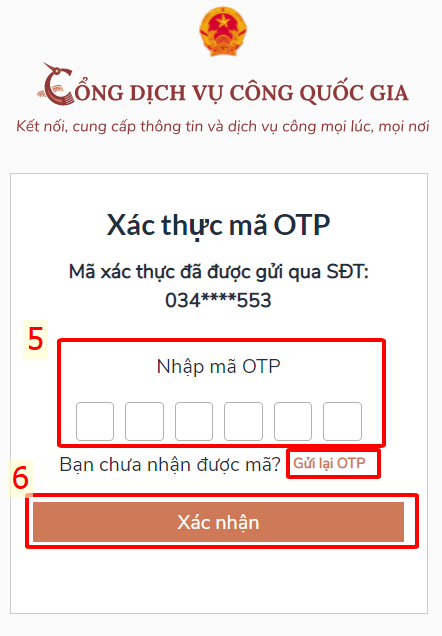 CỔNG DỊCH VỤ CÔNG QUỐC GIA
Kết nối, cung cấp thông tin và dịch vụ công mọi lúc, mọi nơi
Xác thực mã OTP
Mã xác thực đã được gửi qua SĐT:
034****553
5
Nhập mã OTP
Bạn chưa nhận được mã? Gửi lại OTP
6
Xác nhận